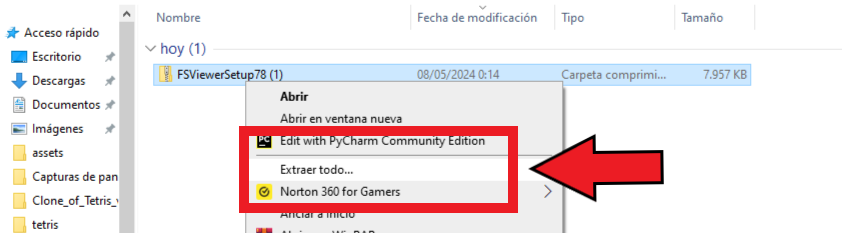 Nombre Fecha de modificación Tipo Tamaño
Acceso rápido
hoy (1)
Escritorio
FSViewerSetup78 (1) 08/05/2024 0:14 Carpeta comprimi... 7.957 KB
Descargas
Abrir
Documentos
Abrir en ventana nueva
Imágenes
PC Edit with PyCharm Community Edition
assets
Extraer todo...
Capturas de pan
Norton 360 for Gamers
Clone_of_Tetris_
Anclar a Inicio
tetris